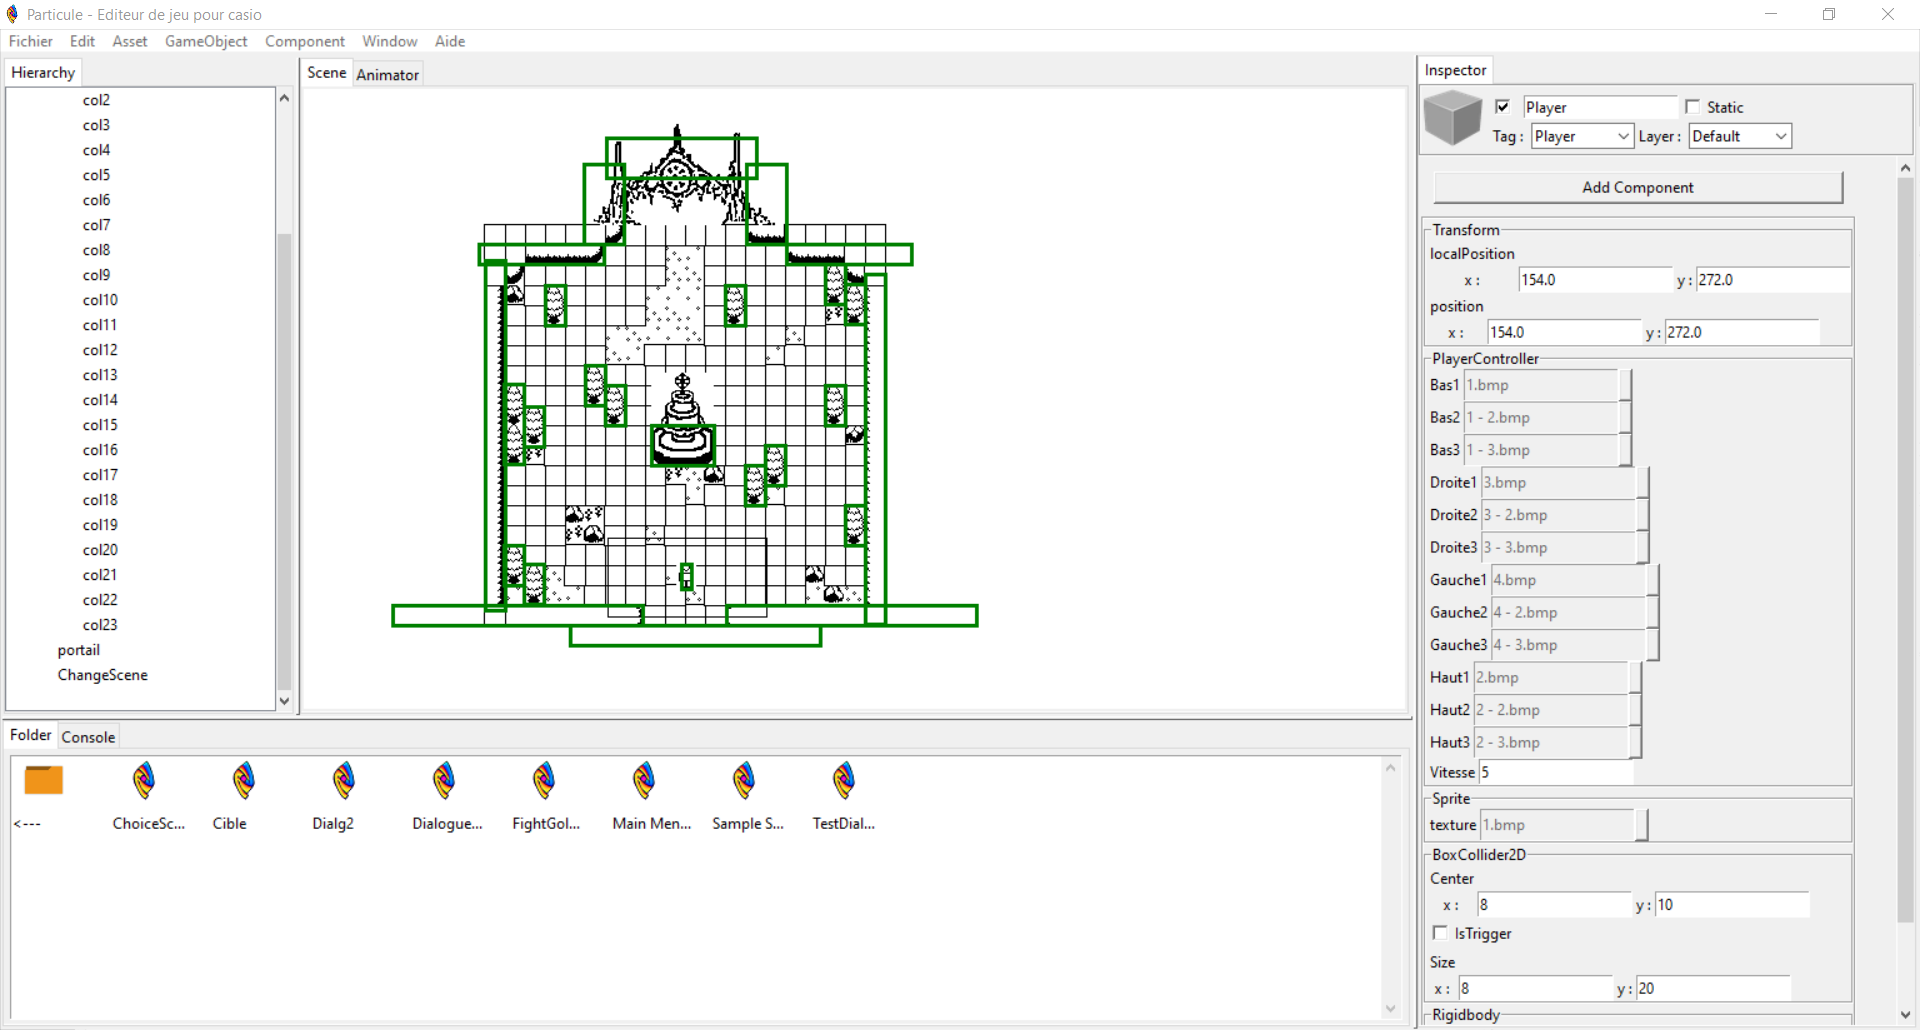 Particule - Editeur de jeu pour casio
Fichier Edit Asset GameObject Component Window Aide
Hierarchy
col2
col3
col4
col5
col6
col7
col8
col9
col10
col11
col12
col13
col14
col15
col16
col17
col18
col19
col20
col21
col22
col23
portail
ChangeScene
Scene Animator
Folder Console
<---
ChoiceSc...
Cible
Dialg2
Dialogue...
FightGol...
Main Men...
Sample S...
TestDial...
Inspector
Player Static
Tag : Player Layer : Default
Add Component
Transform
localPosition
x : 154.0 y : 272.0
position
x : 154.0 y : 272.0
PlayerController
Bas1 1.bmp
Bas2 1 - 2.bmp
Bas3 1 - 3.bmp
Droite1 3.bmp
Droite2 3 - 2.bmp
Droite3 3 - 3.bmp
Gauche1 4.bmp
Gauche2 4 - 2.bmp
Gauche3 4 - 3.bmp
Haut1 2.bmp
Haut2 2 - 2.bmp
Haut3 2 - 3.bmp
Vitesse 5
Sprite
texture 1.bmp
BoxCollider2D
Center
x : 8 y : 10
IsTrigger
Size
x : 8 y : 20
Rigidbody